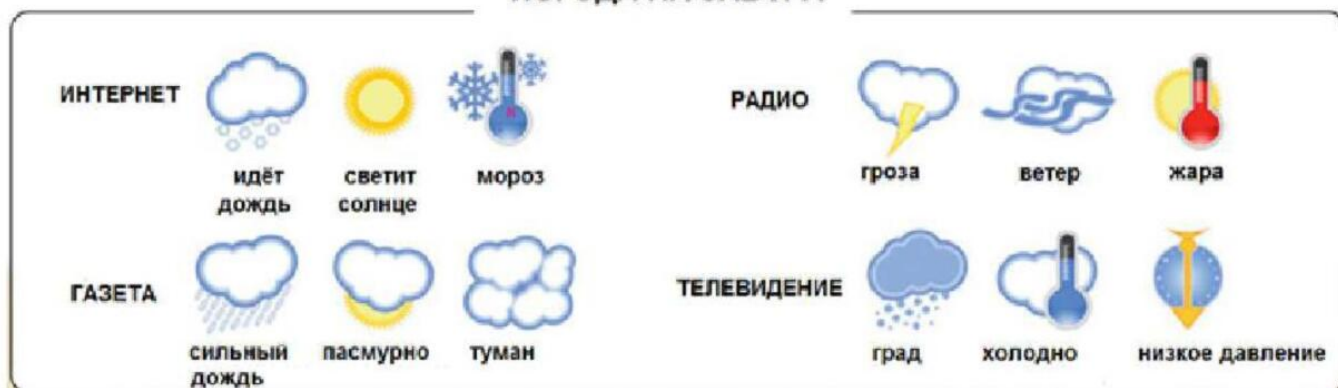 ИНТЕРНЕТ
идёт
дождь
светит
солнце
мороз
РАДИО
гроза
ветер
жара
ГАЗЕТА
сильный
дождь
пасмурно
туман
ТЕЛЕВИДЕНИЕ
град
холодно
низкое давление